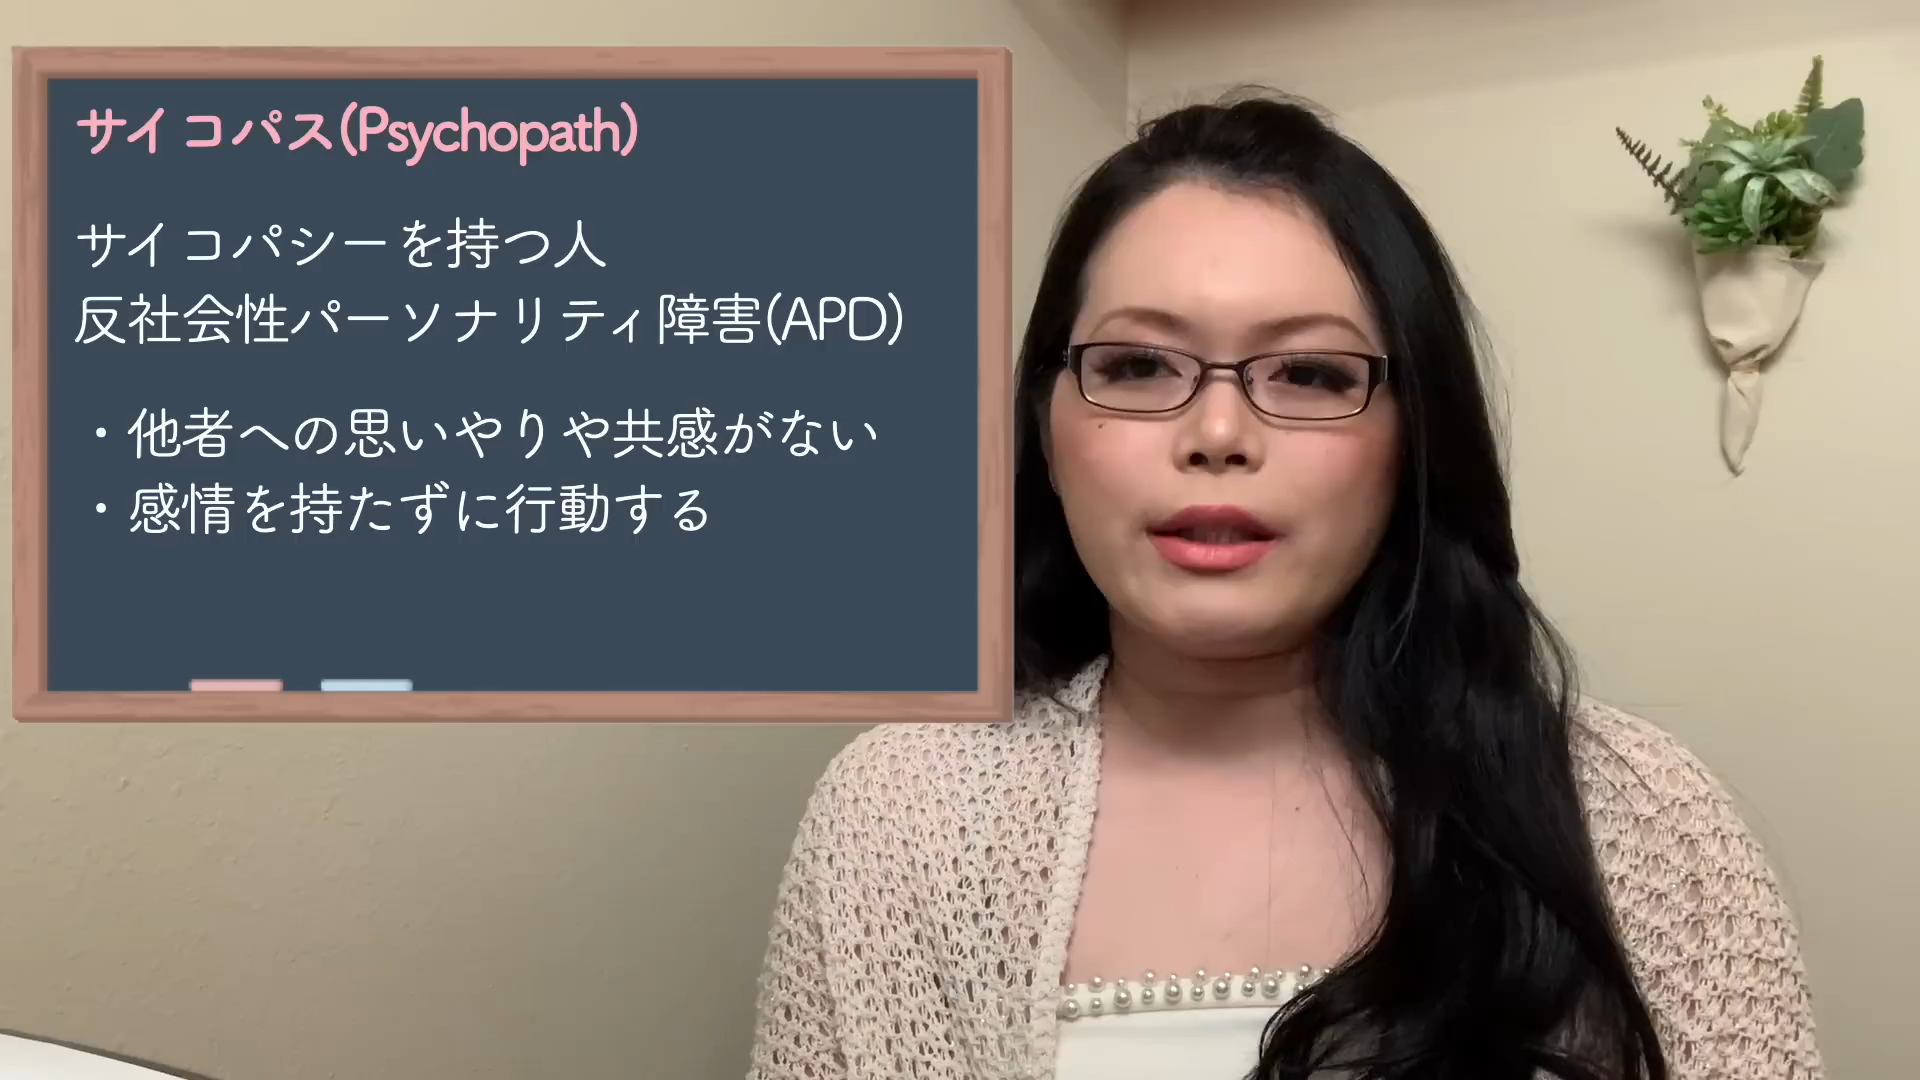 サイコパス(Psychopath)
サイコパシーを持つ人
反社会性パーソナリティ障害(APD)
・他者への思いやりや共感がない
・感情を持たずに行動する